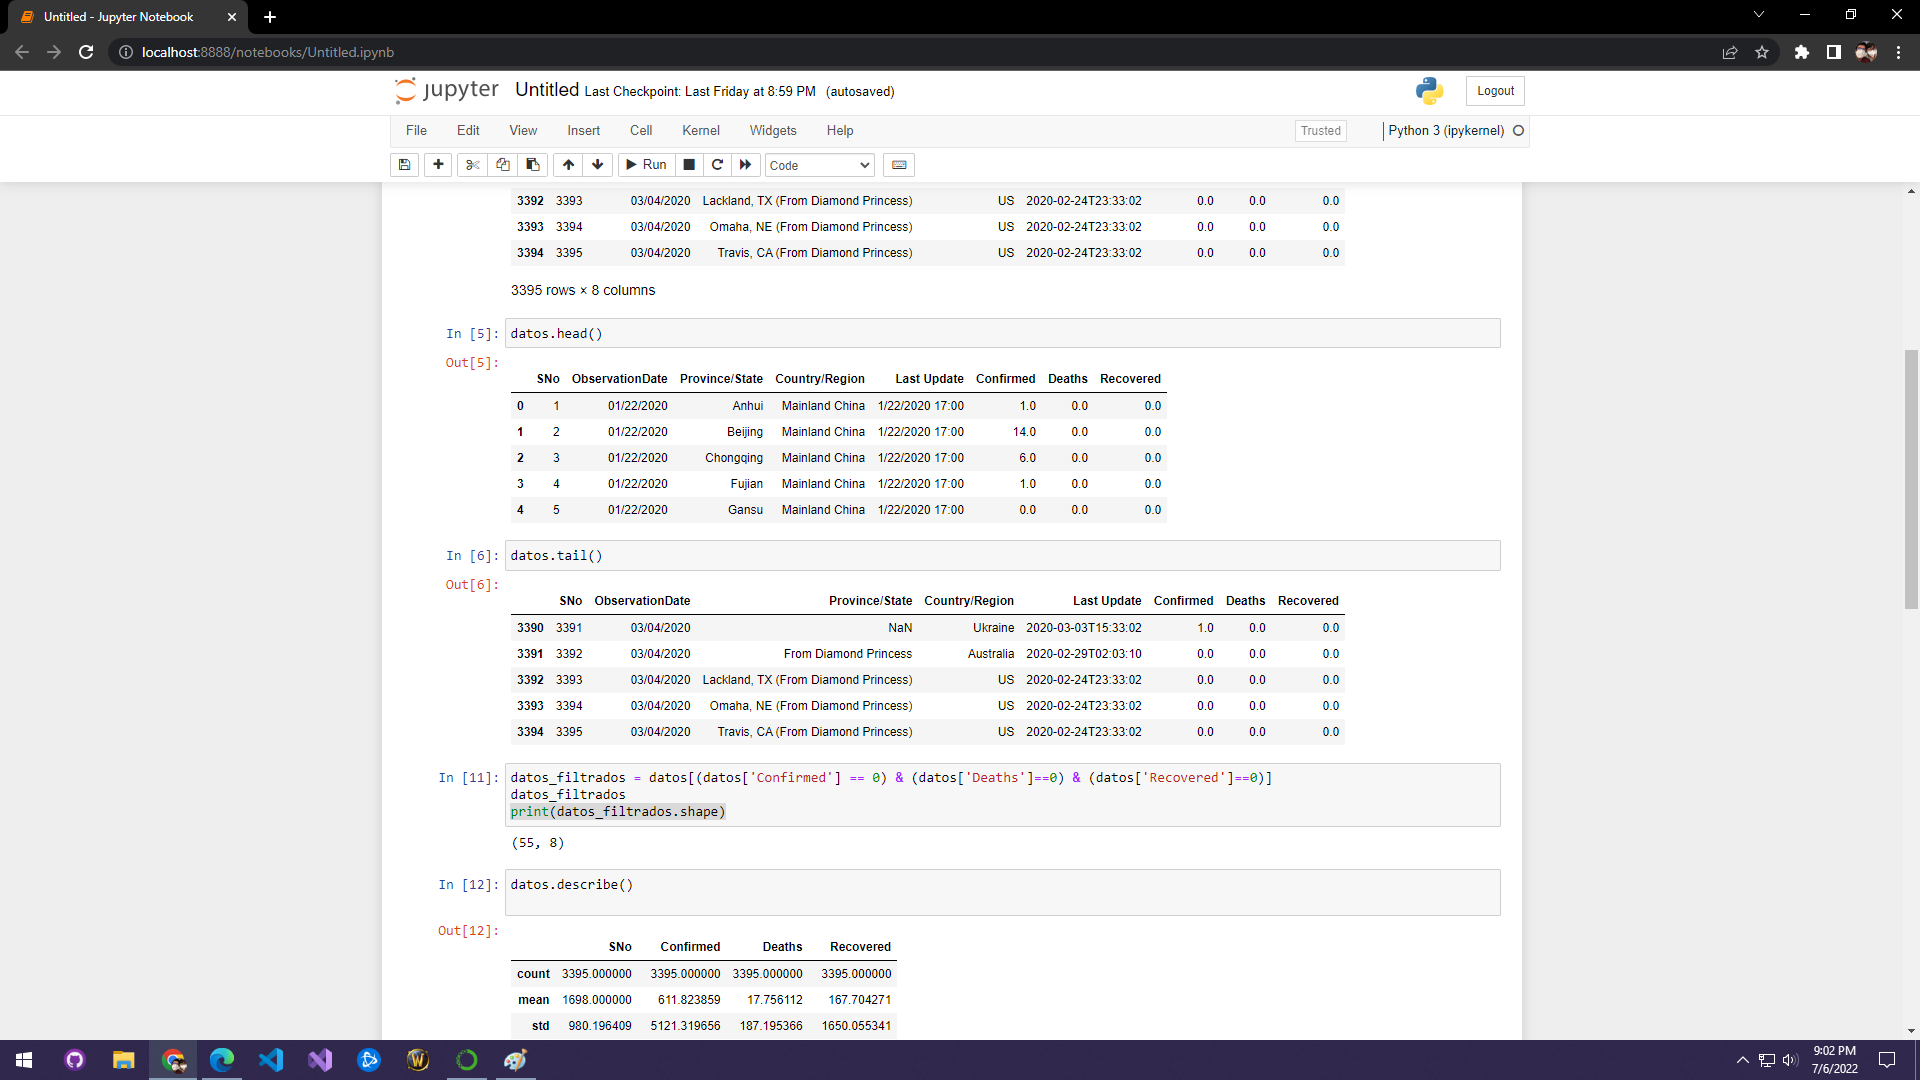 Untitled - Jupyter Notebook
localhost:8888/notebooks/Untitled.ipynb
jupyter Untitled Last Checkpoint: Last Friday at 8:59 PM (autosaved) Logout
File Edit View Insert Cell Kernel Widgets Help Trusted Python 3 (ipykernel)
Run Code
3392 3393 03/04/2020 Lackland, TX (From Diamond Princess) US 2020-02-24T23:33:02 0.0 0.0 0.0
3393 3394 03/04/2020 Omaha, NE (From Diamond Princess) US 2020-02-24T23:33:02 0.0 0.0 0.0
3394 3395 03/04/2020 Travis, CA (From Diamond Princess) US 2020-02-24T23:33:02 0.0 0.0 0.0
3395 rows × 8 columns
In [5]: datos.head()
Out[5]:
SNo ObservationDate Province/State Country/Region Last Update Confirmed Deaths Recovered
0 1 01/22/2020 Anhui Mainland China 1/22/2020 17:00 1.0 0.0 0.0
1 2 01/22/2020 Beijing Mainland China 1/22/2020 17:00 14.0 0.0 0.0
2 3 01/22/2020 Chongqing Mainland China 1/22/2020 17:00 6.0 0.0 0.0
3 4 01/22/2020 Fujian Mainland China 1/22/2020 17:00 1.0 0.0 0.0
4 5 01/22/2020 Gansu Mainland China 1/22/2020 17:00 0.0 0.0 0.0
In [6]: datos.tail()
Out[6]:
SNo ObservationDate Province/State Country/Region Last Update Confirmed Deaths Recovered
3390 3391 03/04/2020 NaN Ukraine 2020-03-03T15:33:02 1.0 0.0 0.0
3391 3392 03/04/2020 From Diamond Princess Australia 2020-02-29T02:03:10 0.0 0.0 0.0
3392 3393 03/04/2020 Lackland, TX (From Diamond Princess) US 2020-02-24T23:33:02 0.0 0.0 0.0
3393 3394 03/04/2020 Omaha, NE (From Diamond Princess) US 2020-02-24T23:33:02 0.0 0.0 0.0
3394 3395 03/04/2020 Travis, CA (From Diamond Princess) US 2020-02-24T23:33:02 0.0 0.0 0.0
In [11]: datos_filtrados = datos[(datos['Confirmed'] == 0) & (datos['Deaths']==0) & (datos['Recovered']==0)]
datos_filtrados
print(datos_filtrados.shape)
(55, 8)
In [12]: datos.describe()
Out[12]:
SNo Confirmed Deaths Recovered
count 3395.000000 3395.000000 3395.000000 3395.000000
mean 1698.000000 611.823859 17.756112 167.704271
std 980.196409 5121.319656 187.195366 1650.055341
9:02 PM
7/6/2022